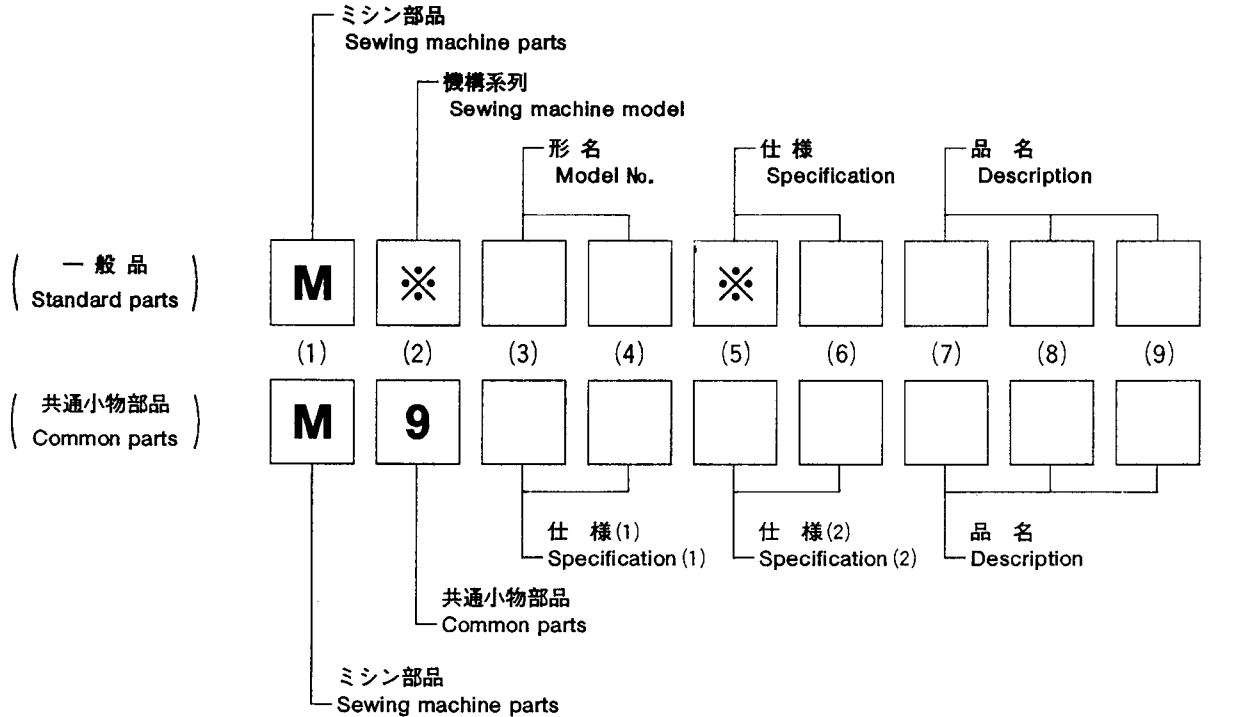 ミシン部品
Sewing machine parts
機構系列
Sewing machine model
形 名
Model No.
仕 様
Specification
品 名
Description
一 般 品
Standard parts
M ※ ※
(1) (2) (3) (4) (5) (6) (7) (8) (9)
共通小物部品
Common parts
M 9
仕 様(1)
Specification (1)
仕 様(2)
Specification (2)
品 名
Description
共通小物部品
Common parts
ミシン部品
Sewing machine parts